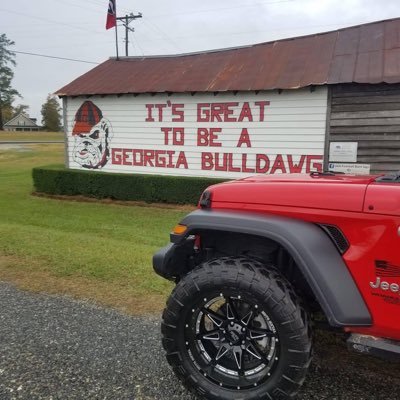 IT'S GREAT
TO BE A
GEORGIA BULLDAWG
Jeep